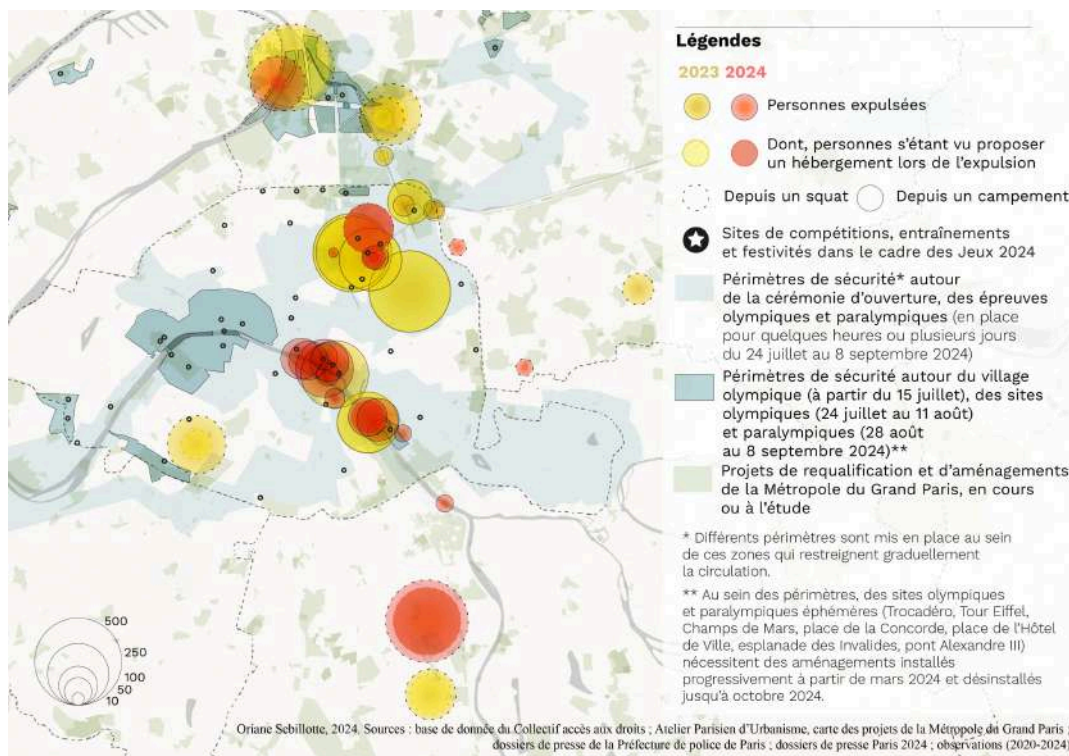 Légendes
2023 2024
Personnes expulsées
Dont, personnes s'étant vu proposer
un hébergement lors de l'expulsion
Depuis un squat
Depuis un campement
Sites de compétitions, entraînements
et festivités dans le cadre des Jeux 2024
Périmètres de sécurité* autour
de la cérémonie d'ouverture, des épreuves
olympiques et paralympiques (en place
pour quelques heures ou plusieurs jours
du 24 juillet au 8 septembre 2024)
Périmètres de sécurité autour du village
olympique (à partir du 15 juillet), des sites
olympiques (24 juillet au 11 août)
et paralympiques (28 août
au 8 septembre 2024)**
Projets de requalification et d'aménagements
de la Métropole du Grand Paris, en cours
ou à l'étude
* Différents périmètres sont mis en place au sein
de ces zones qui restreignent graduellement
la circulation.
** Au sein des périmètres, des sites olympiques
et paralympiques éphémères (Trocadéro, Tour Eiffel,
Champs de Mars, place de la Concorde, place de l'Hôtel
de Ville, esplanade des Invalides, pont Alexandre III)
nécessitent des aménagements installés
progressivement à partir de mars 2024 et désinstallés
jusqu'à octobre 2024.
500
250
100
50
10
Oriane Sebillotte, 2024. Sources : base de donnée du Collectif accès aux droits ; Atelier Parisien d'Urbanisme, carte des projets de la Métropole du Grand Paris ;
dossiers de presse de la Préfecture de police de Paris ; dossiers de presse Paris 2024 ; observations (2020-2024)